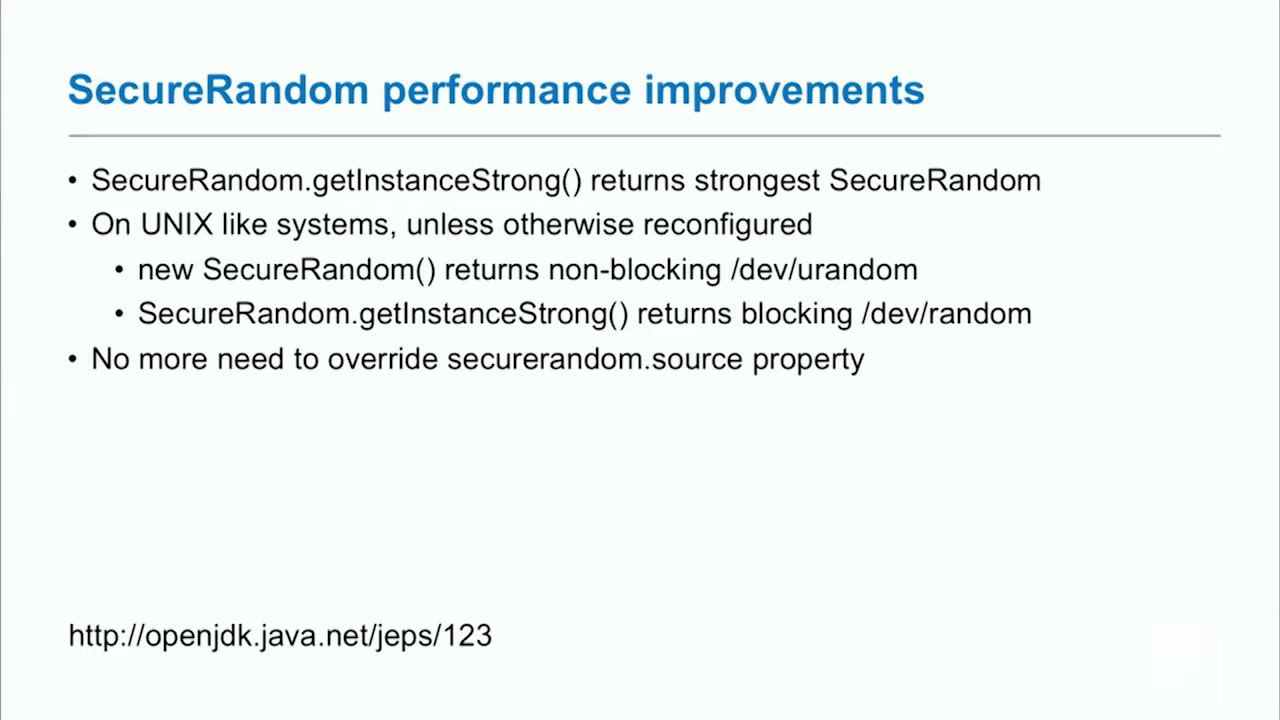 SecureRandom performance improvements
• SecureRandom.getInstanceStrong() returns strongest SecureRandom
• On UNIX like systems, unless otherwise reconfigured
• new SecureRandom() returns non-blocking /dev/urandom
• SecureRandom.getInstanceStrong() returns blocking /dev/random
• No more need to override securerandom.source property
http://openjdk.java.net/jeps/123